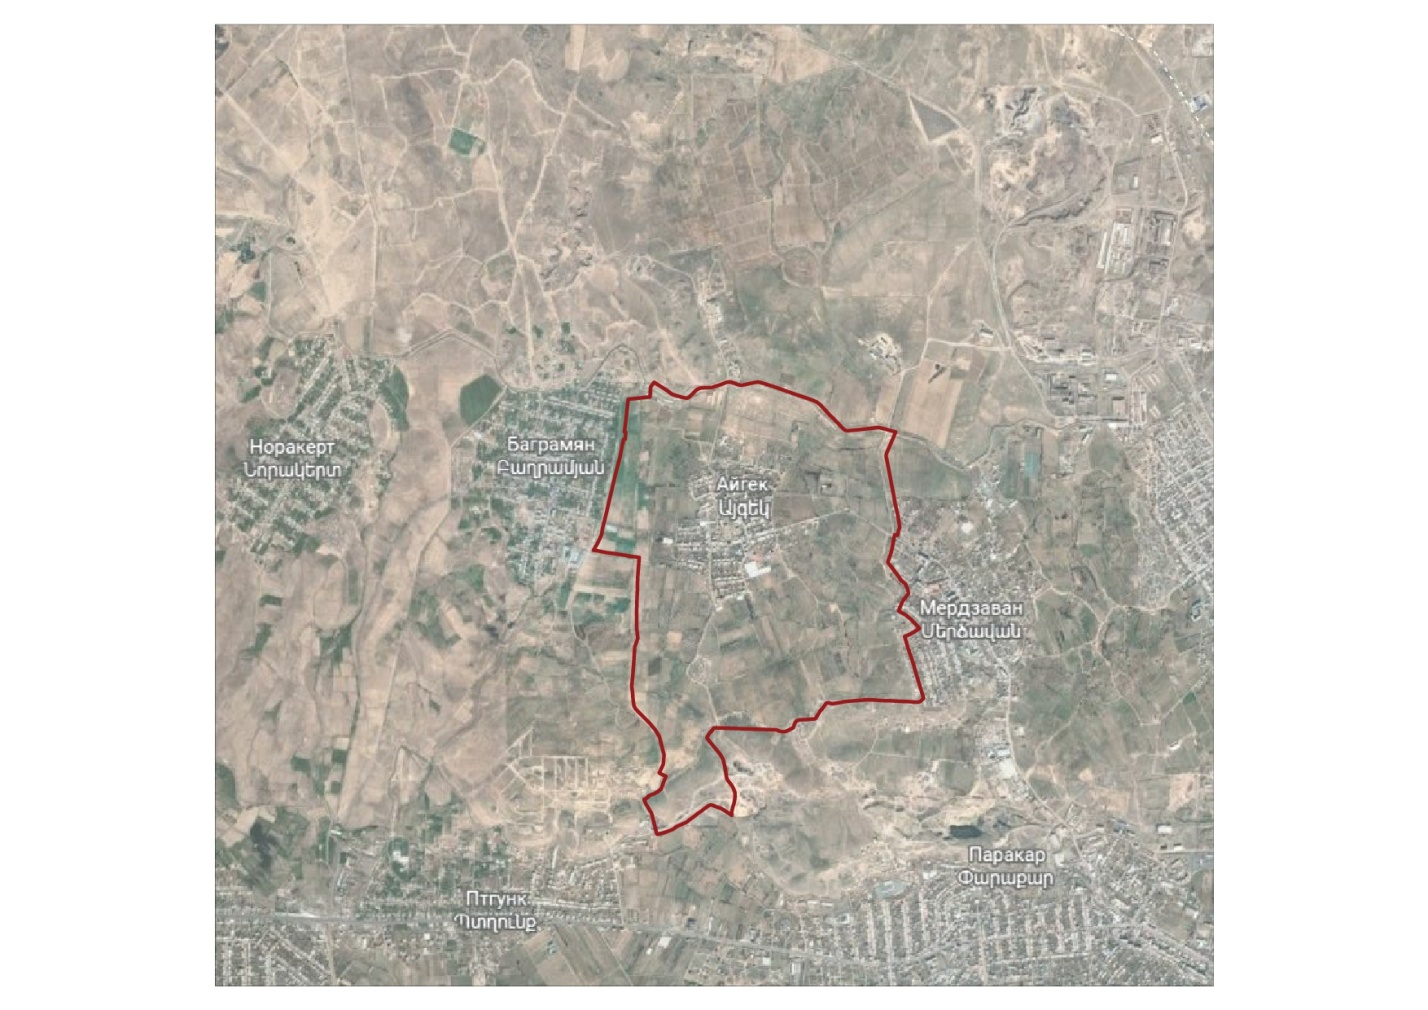 Норакерт
Նորակերտ
Баграмян
Բաղրամյան
Айгек
Այգեկ
Мердзаван
Մերձավան
Паракар
Փարաքար
Птгунк
Պտղունք